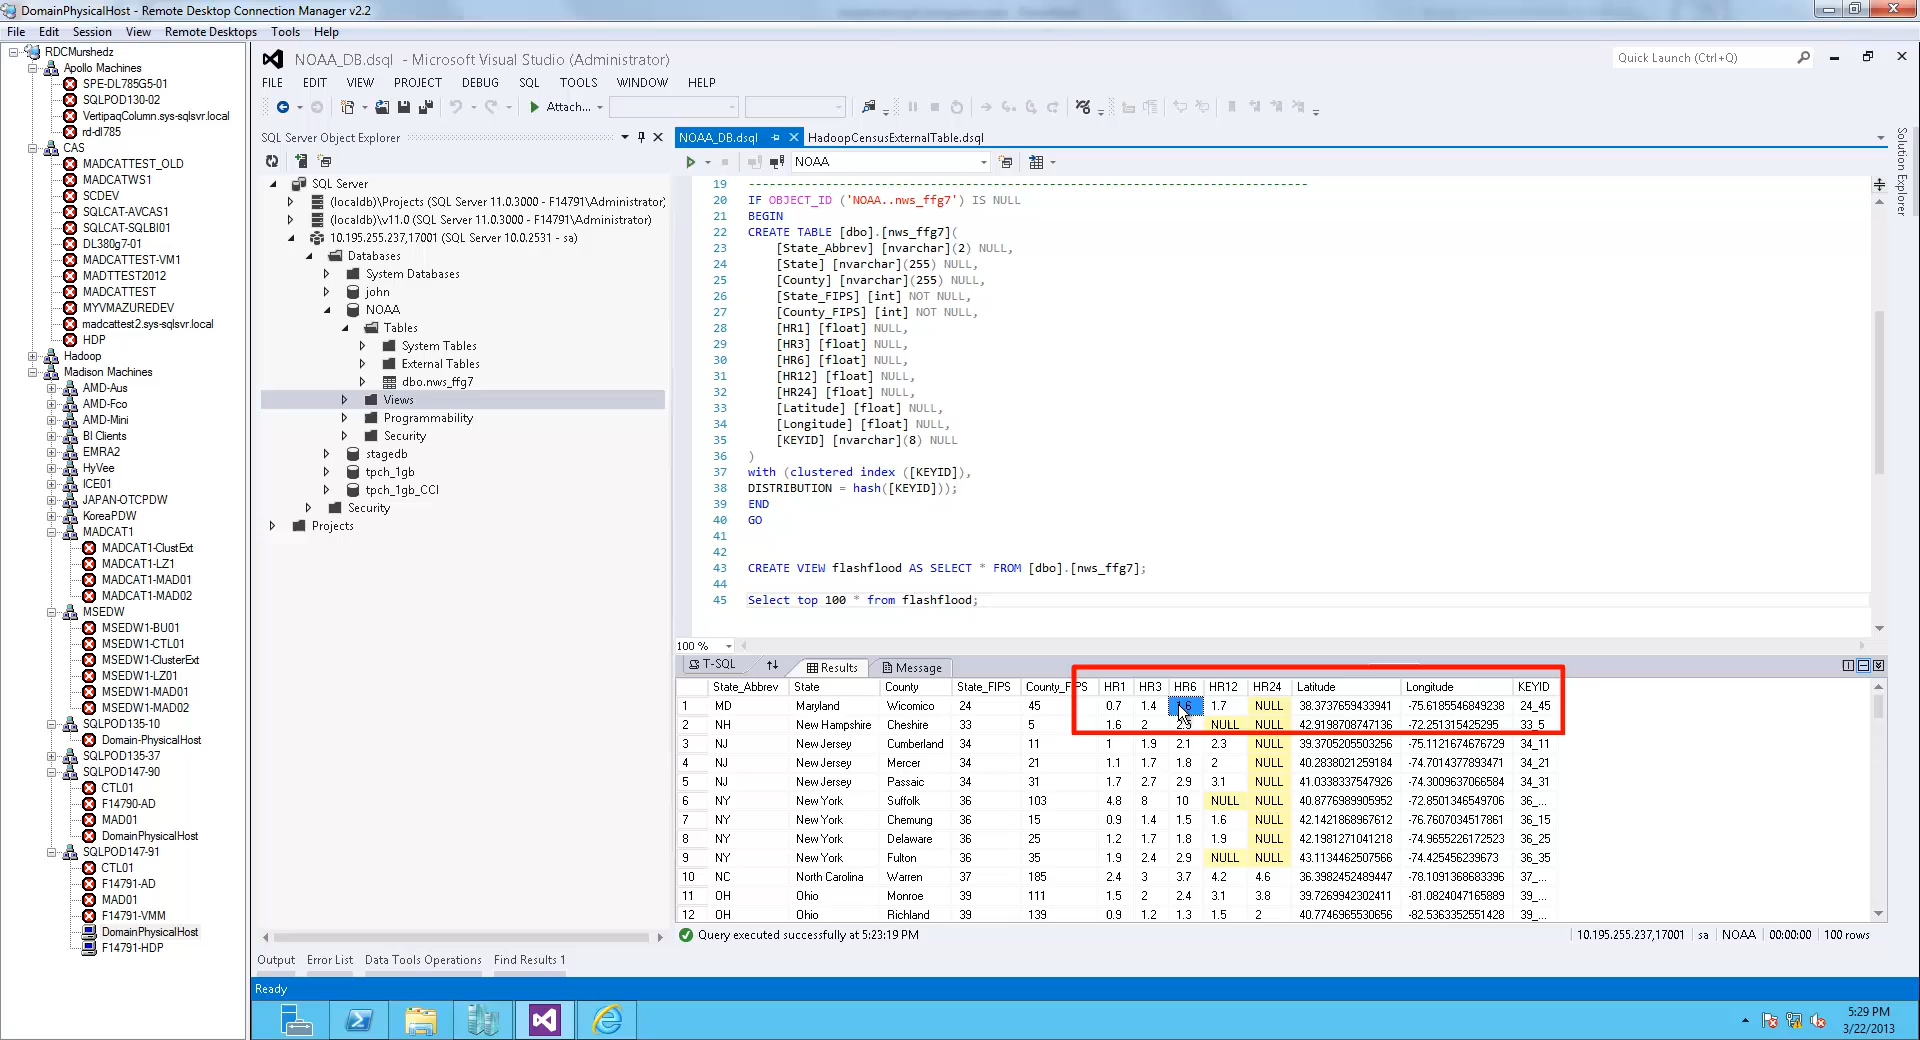 DomainPhysicalHost - Remote Desktop Connection Manager v2.2
File Edit Session View Remote Desktops Tools Help
RDCMurshedz
Apollo Machines
SPE-DL785G5-01
SQLPOD130-02
VertipaqColumn.sys-sqlsvr.local
rd-dl785
CAS
MADCATTEST_OLD
MADCATWS1
SCDEV
SQLCAT-AVCAS1
SQLCAT-SQLBI01
DL380g7-01
MADCATTEST-VM1
MADTTEST2012
MADCATTEST
MYVMAZUREDEV
madcattest2.sys-sqlsvr.local
HDP
Hadoop
Madison Machines
AMD-Aus
AMD-Fco
AMD-Mini
BI Clients
EMRA2
HyVee
ICE01
JAPAN-OTCPDW
KoreaPDW
MADCAT1
MADCAT1-ClustExt
MADCAT1-LZ1
MADCAT1-MAD01
MADCAT1-MAD02
MSEDW
MSEDW1-BU01
MSEDW1-CTL01
MSEDW1-ClusterExt
MSEDW1-LZ01
MSEDW1-MAD01
MSEDW1-MAD02
SQLPOD135-10
Domain-PhysicalHost
SQLPOD135-37
SQLPOD147-90
CTL01
F14790-AD
MAD01
DomainPhysicalHost
SQLPOD147-91
CTL01
F14791-AD
MAD01
F14791-VMM
DomainPhysicalHost
F14791-HDP
NOAA_DB.dsql - Microsoft Visual Studio (Administrator)
Quick Launch (Ctrl+Q)
FILE EDIT VIEW PROJECT DEBUG SQL TOOLS WINDOW HELP
Attach...
SQL Server Object Explorer
SQL Server
(localdb)\Projects (SQL Server 11.0.3000 - F14791\Administrator)
(localdb)\v11.0 (SQL Server 11.0.3000 - F14791\Administrator)
10.195.255.237,17001 (SQL Server 10.0.2531 - sa)
Databases
System Databases
john
NOAA
Tables
System Tables
External Tables
dbo.nws_ffg7
Views
Programmability
Security
stagedb
tpch_1gb
tpch_1gb_CCI
Security
Projects
NOAA_DB.dsql HadoopCensusExternalTable.dsql
NOAA
Solution Explorer
19 --------------------------------------------------------------------------------
20 IF OBJECT_ID ('NOAA..nws_ffg7') IS NULL
21 BEGIN
22 CREATE TABLE [dbo].[nws_ffg7](
23 [State_Abbrev] [nvarchar](2) NULL,
24 [State] [nvarchar](255) NULL,
25 [County] [nvarchar](255) NULL,
26 [State_FIPS] [int] NOT NULL,
27 [County_FIPS] [int] NOT NULL,
28 [HR1] [float] NULL,
29 [HR3] [float] NULL,
30 [HR6] [float] NULL,
31 [HR12] [float] NULL,
32 [HR24] [float] NULL,
33 [Latitude] [float] NULL,
34 [Longitude] [float] NULL,
35 [KEYID] [nvarchar](8) NULL
36 )
37 with (clustered index ([KEYID]),
38 DISTRIBUTION = hash([KEYID]));
39 END
40 GO
41
42
43 CREATE VIEW flashflood AS SELECT * FROM [dbo].[nws_ffg7];
44
45 Select top 100 * from flashflood;
100 %
T-SQL Results Message
State_Abbrev State County State_FIPS County_FIPS HR1 HR3 HR6 HR12 HR24 Latitude Longitude KEYID
1 MD Maryland Wicomico 24 45 0.7 1.4 1.6 1.7 NULL 38.3737659433941 -75.6185546849238 24_45
2 NH New Hampshire Cheshire 33 5 1.6 2 2.5 NULL NULL 42.9198708747136 -72.251315425295 33_5
3 NJ New Jersey Cumberland 34 11 1 1.9 2.1 2.3 NULL 39.3705205503256 -75.1121674676729 34_11
4 NJ New Jersey Mercer 34 21 1.1 1.7 1.8 2 NULL 40.2838021259184 -74.7014377893471 34_21
5 NJ New Jersey Passaic 34 31 1.7 2.7 2.9 3.1 NULL 41.0338337547926 -74.3009637066584 34_31
6 NY New York Suffolk 36 103 4.8 8 10 NULL NULL 40.8776989905952 -72.8501346549706 36_...
7 NY New York Chemung 36 15 0.9 1.4 1.5 1.6 NULL 42.1421868967612 -76.7607034517861 36_15
8 NY New York Delaware 36 25 1.2 1.7 1.8 1.9 NULL 42.1981271041218 -74.9655226172523 36_25
9 NY New York Fulton 36 35 1.9 2.4 2.9 NULL NULL 43.1134462507566 -74.425456239673 36_35
10 NC North Carolina Warren 37 185 2.4 3 3.7 4.2 4.6 36.3982452489447 -78.1091368683396 37_...
11 OH Ohio Monroe 39 111 1.5 2 2.4 3.1 3.8 39.7269942302411 -81.0824047165889 39_...
12 OH Ohio Richland 39 139 0.9 1.2 1.3 1.5 2 40.7746965530656 -82.5363352551428 39_...
Query executed successfully at 5:23:19 PM 10.195.255.237,17001 sa NOAA 00:00:00 100 rows
Output Error List Data Tools Operations Find Results 1
Ready
5:29 PM
3/22/2013